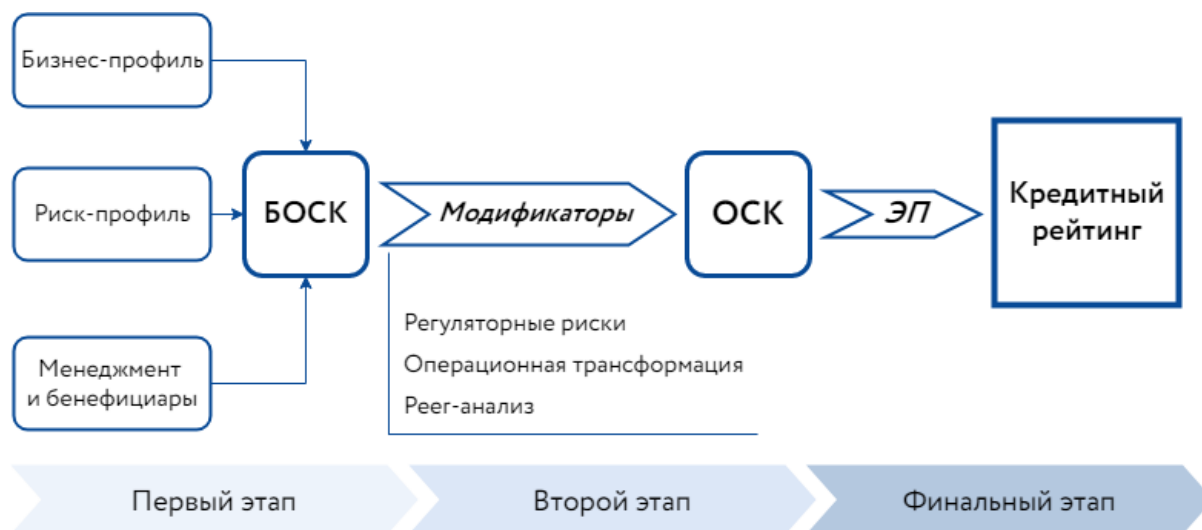 Бизнес-профиль
Риск-профиль
Менеджмент
и бенефициары
БОСК
Модификаторы
Регуляторные риски
Операционная трансформация
Peer-анализ
ОСК
ЭП
Кредитный
рейтинг
Первый этап
Второй этап
Финальный этап